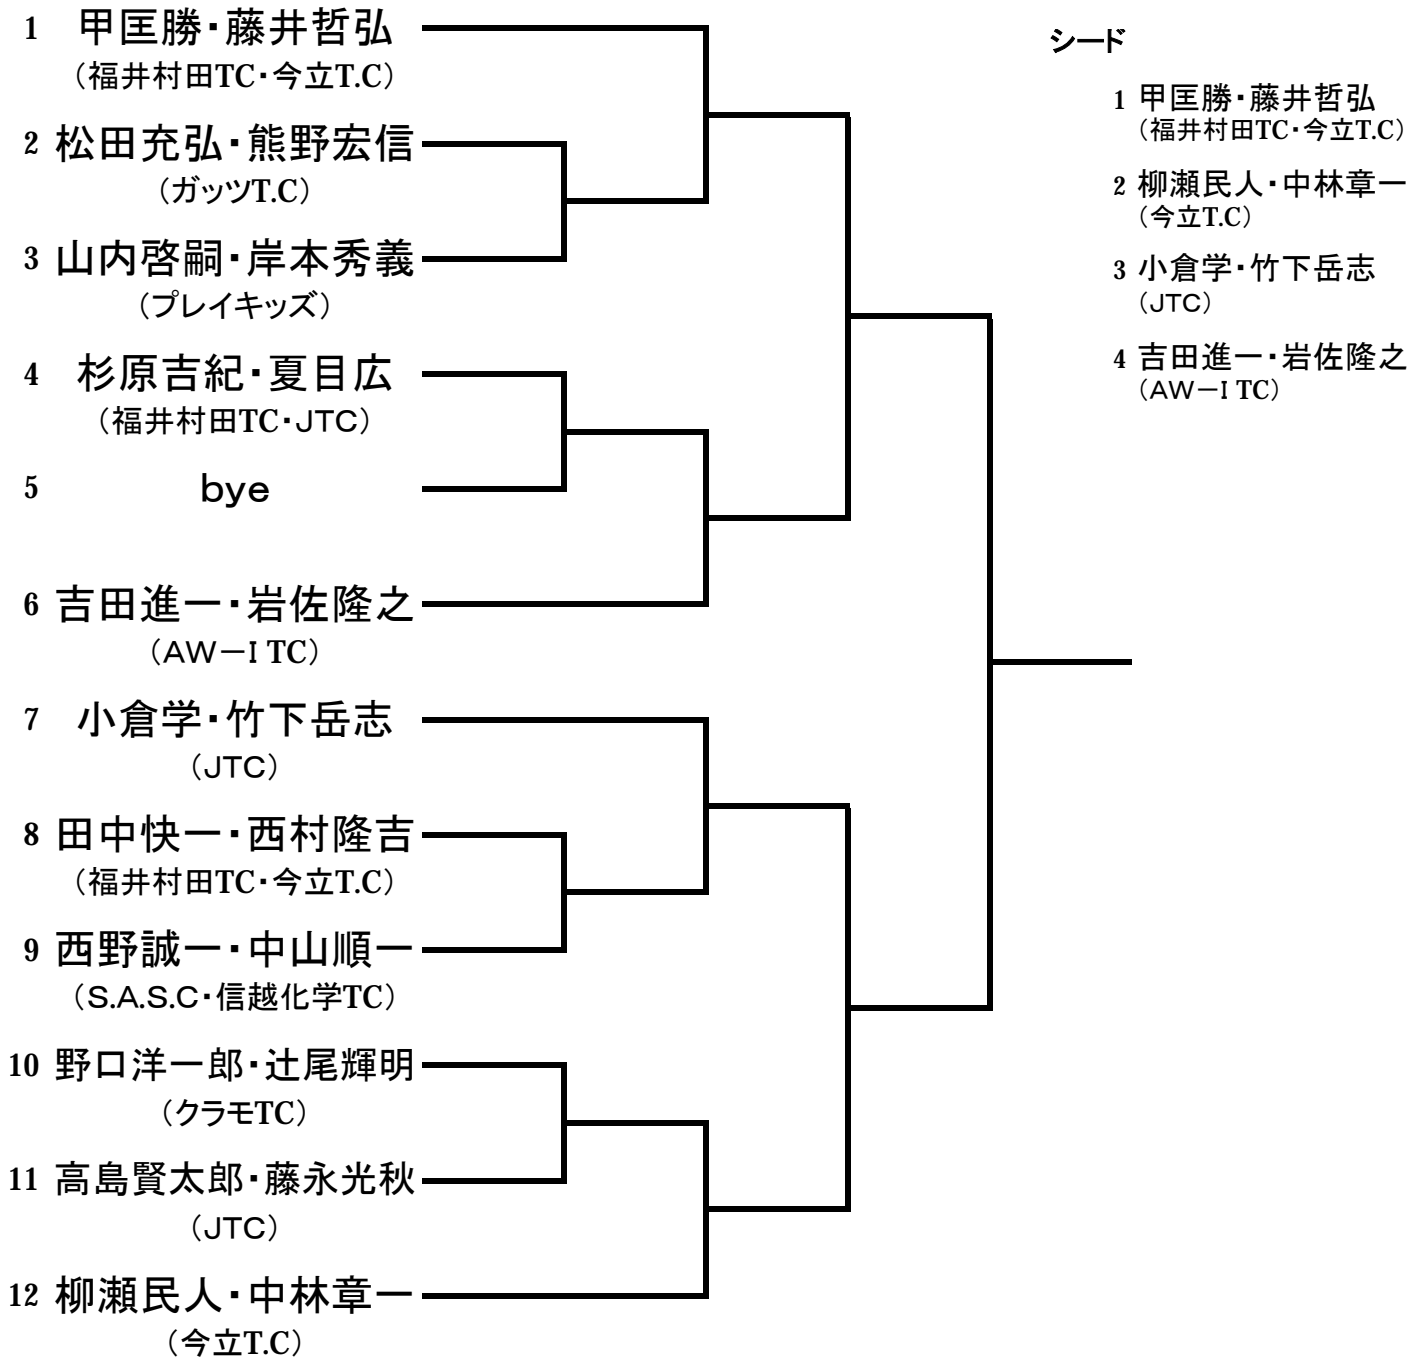 1 甲匡勝・藤井哲弘
（福井村田TC・今立T.C）
2 松田充弘・熊野宏信
（ガッツT.C）
3 山内啓嗣・岸本秀義
（プレイキッズ）
4 杉原吉紀・夏目広
（福井村田TC・JTC）
5 bye
6 吉田進一・岩佐隆之
（AW－I TC）
7 小倉学・竹下岳志
（JTC）
8 田中快一・西村隆吉
（福井村田TC・今立T.C）
9 西野誠一・中山順一
（S.A.S.C・信越化学TC）
10 野口洋一郎・辻尾輝明
（クラモTC）
11 高島賢太郎・藤永光秋
（JTC）
12 柳瀬民人・中林章一
（今立T.C）
シード
1 甲匡勝・藤井哲弘
（福井村田TC・今立T.C）
2 柳瀬民人・中林章一
（今立T.C）
3 小倉学・竹下岳志
（JTC）
4 吉田進一・岩佐隆之
（AW－I TC）